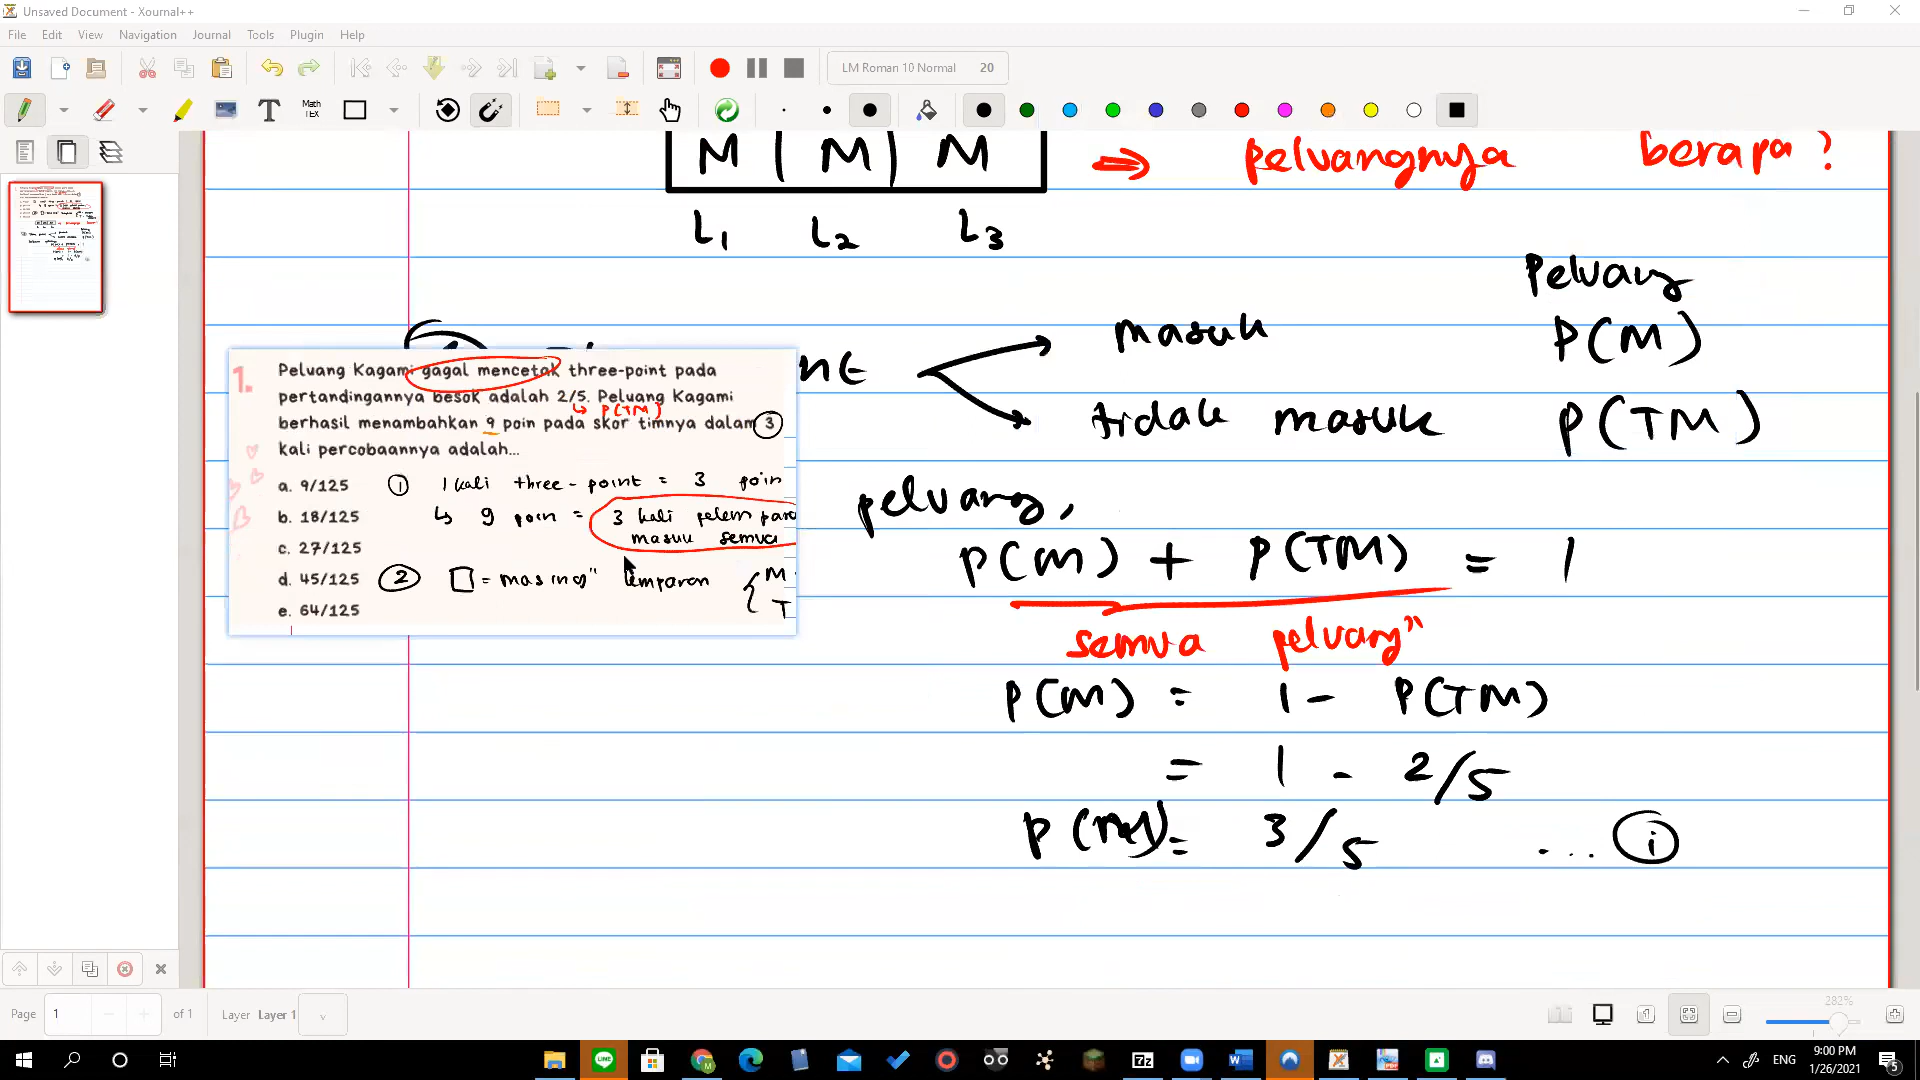 Unsaved Document - Xournal++
File Edit View Navigation Journal Tools Plugin Help
LM Roman 10 Normal 20
Math
TEX
M | M | M ⇒ peluangnya berapa ?
L1 L2 L3
Peluang
masuk P(M)
tidak masuk P(TM)
1. Peluang Kagami gagal mencetak three-point pada
pertandingannya besok adalah 2/5. Peluang Kagami
↳ P(TM)
berhasil menambahkan 9 poin pada skor timnya dalam 3
kali percobaannya adalah...
a. 9/125
b. 18/125
c. 27/125
d. 45/125
e. 64/125
① 1 kali three-point = 3 poin
↳ 9 poin = 3 kali
masuk semua
② □ = masing" lemparan { M
T
peluang,
P(M) + P(TM) = 1
semua peluang"
P(M) = 1 - P(TM)
= 1 - 2/5
P(M) = 3/5 ... ⓘ
Page 1 of 1 Layer Layer 1
282%
ENG
9:00 PM
1/26/2021
5